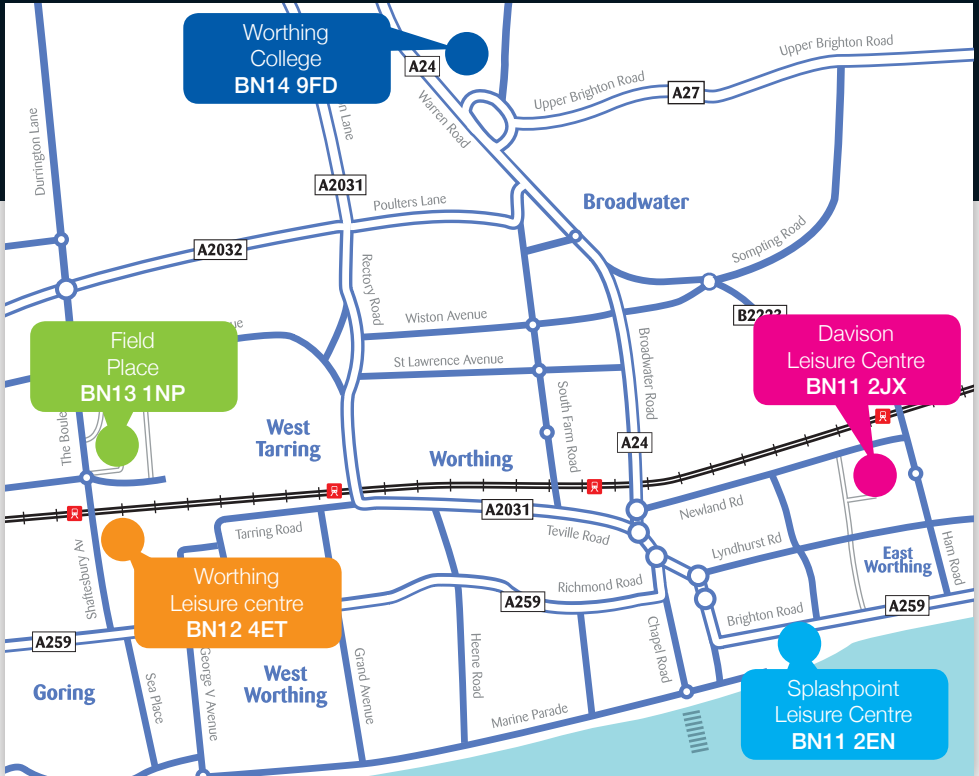 Worthing
College
BN14 9FD
A24
Upper Brighton Road
Upper Brighton Road
A27
Warren Road
Durrington Lane
Lane
A2031
Poulters Lane
Broadwater
A2032
Sompting Road
Rectory Road
Wiston Avenue
B2223
Field
Place
BN13 1NP
Davison
Leisure Centre
BN11 2JX
St Lawrence Avenue
Broadwater Road
South Farm Road
The Boule
West
Tarring
Worthing
A24
A2031
Newland Rd
Tarring Road
Teville Road
Lyndhurst Rd
East
Worthing
Ham Road
Shaftesbury Av
Worthing
Leisure centre
BN12 4ET
Richmond Road
A259
Brighton Road
A259
A259
Chapel Road
Heene Road
Grand Avenue
George V Avenue
Sea Place
Goring
West
Worthing
Marine Parade
Splashpoint
Leisure Centre
BN11 2EN